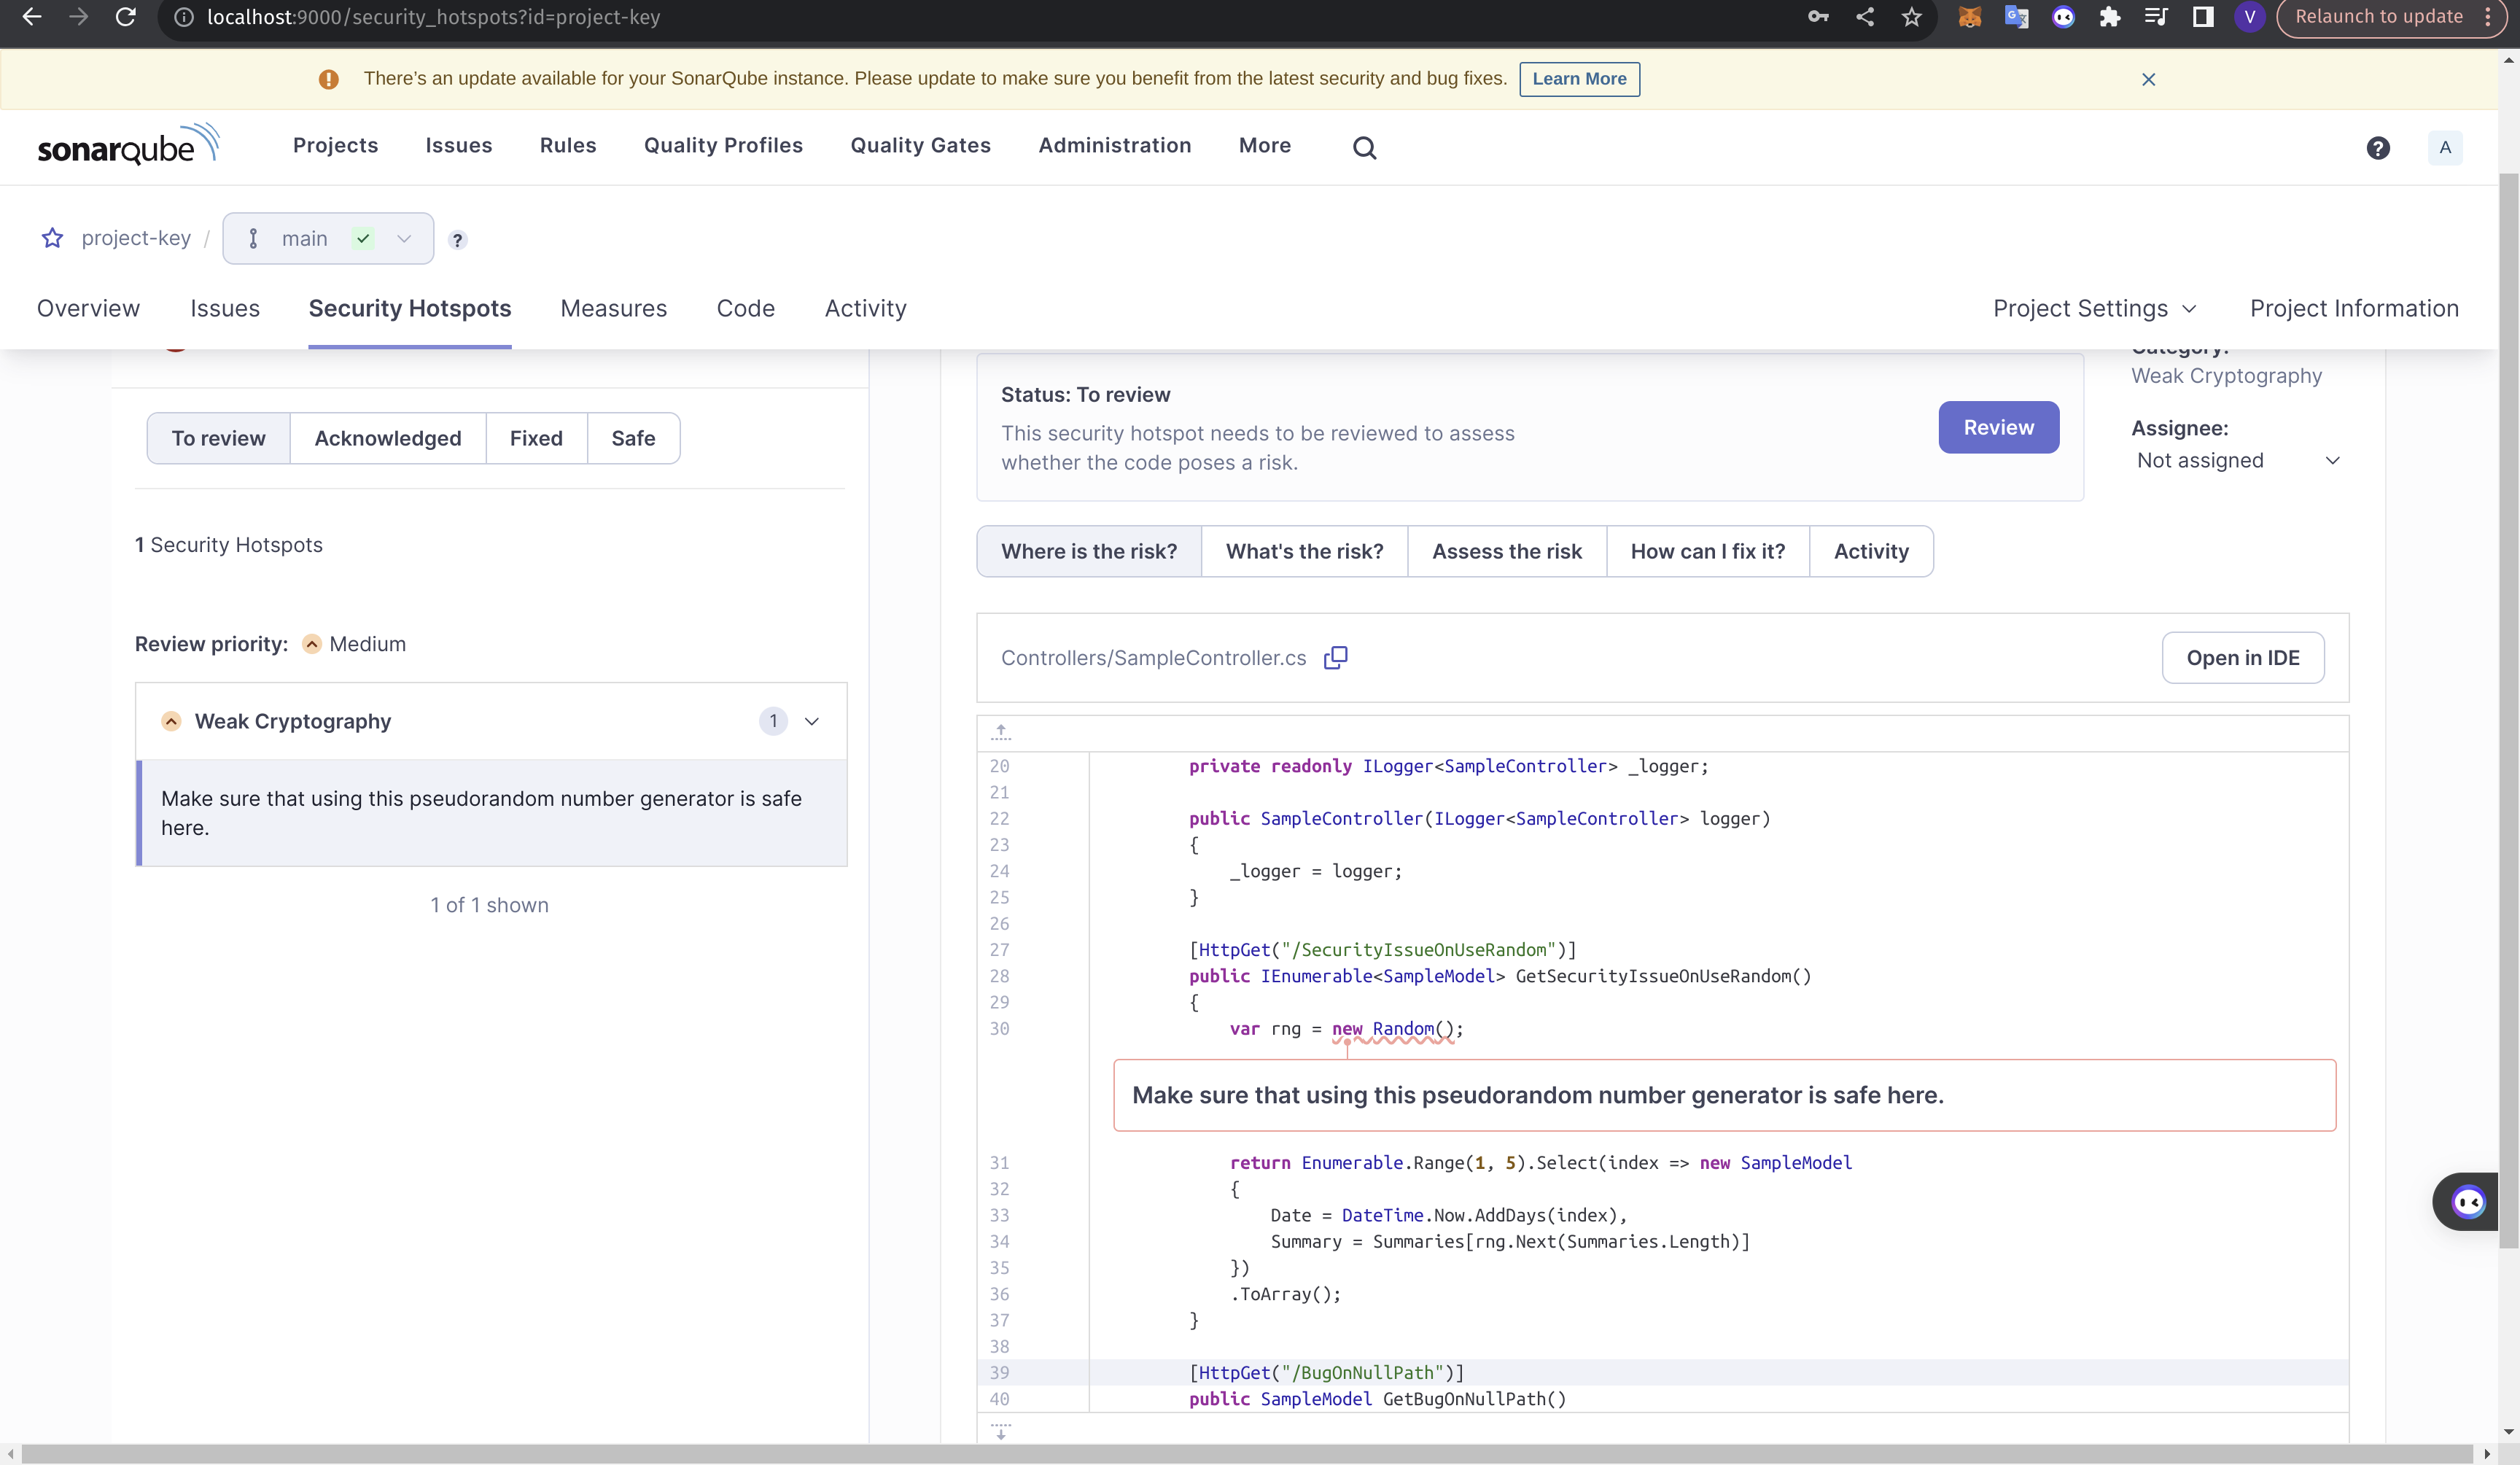 localhost:9000/security_hotspots?id=project-key
V
Relaunch to update
There’s an update available for your SonarQube instance. Please update to make sure you benefit from the latest security and bug fixes.
Learn More
sonarqube
Projects
Issues
Rules
Quality Profiles
Quality Gates
Administration
More
?
A
project-key /
main
?
Overview
Issues
Security Hotspots
Measures
Code
Activity
Project Settings
Project Information
To review
Acknowledged
Fixed
Safe
1 Security Hotspots
Review priority:
Medium
Weak Cryptography
1
Make sure that using this pseudorandom number generator is safe
here.
1 of 1 shown
Status: To review
This security hotspot needs to be reviewed to assess
whether the code poses a risk.
Review
Category:
Weak Cryptography
Assignee:
Not assigned
Where is the risk?
What's the risk?
Assess the risk
How can I fix it?
Activity
Controllers/SampleController.cs
Open in IDE
20 private readonly ILogger<SampleController> _logger;
21
22 public SampleController(ILogger<SampleController> logger)
23 {
24 _logger = logger;
25 }
26
27 [HttpGet("/SecurityIssueOnUseRandom")]
28 public IEnumerable<SampleModel> GetSecurityIssueOnUseRandom()
29 {
30 var rng = new Random();
Make sure that using this pseudorandom number generator is safe here.
31 return Enumerable.Range(1, 5).Select(index => new SampleModel
32 {
33 Date = DateTime.Now.AddDays(index),
34 Summary = Summaries[rng.Next(Summaries.Length)]
35 })
36 .ToArray();
37 }
38
39 [HttpGet("/BugOnNullPath")]
40 public SampleModel GetBugOnNullPath()